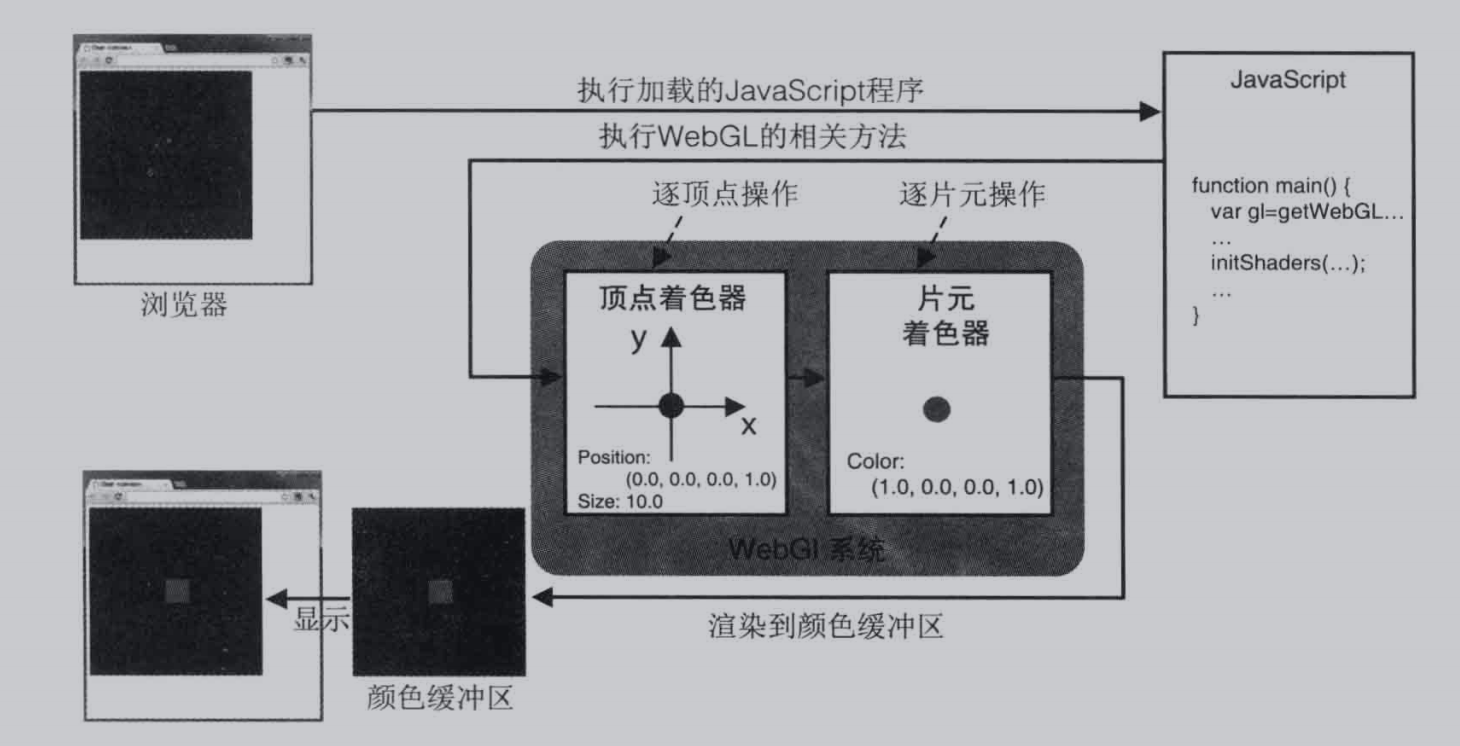 执行加载的JavaScript程序
执行WebGL的相关方法
JavaScript
function main() {
var gl=getWebGL…
…
initShaders(…);
…
}
浏览器
逐顶点操作
逐片元操作
顶点着色器
y
x
Position:
(0.0, 0.0, 0.0, 1.0)
Size: 10.0
片元
着色器
Color:
(1.0, 0.0, 0.0, 1.0)
WebGl 系统
渲染到颜色缓冲区
显示
颜色缓冲区